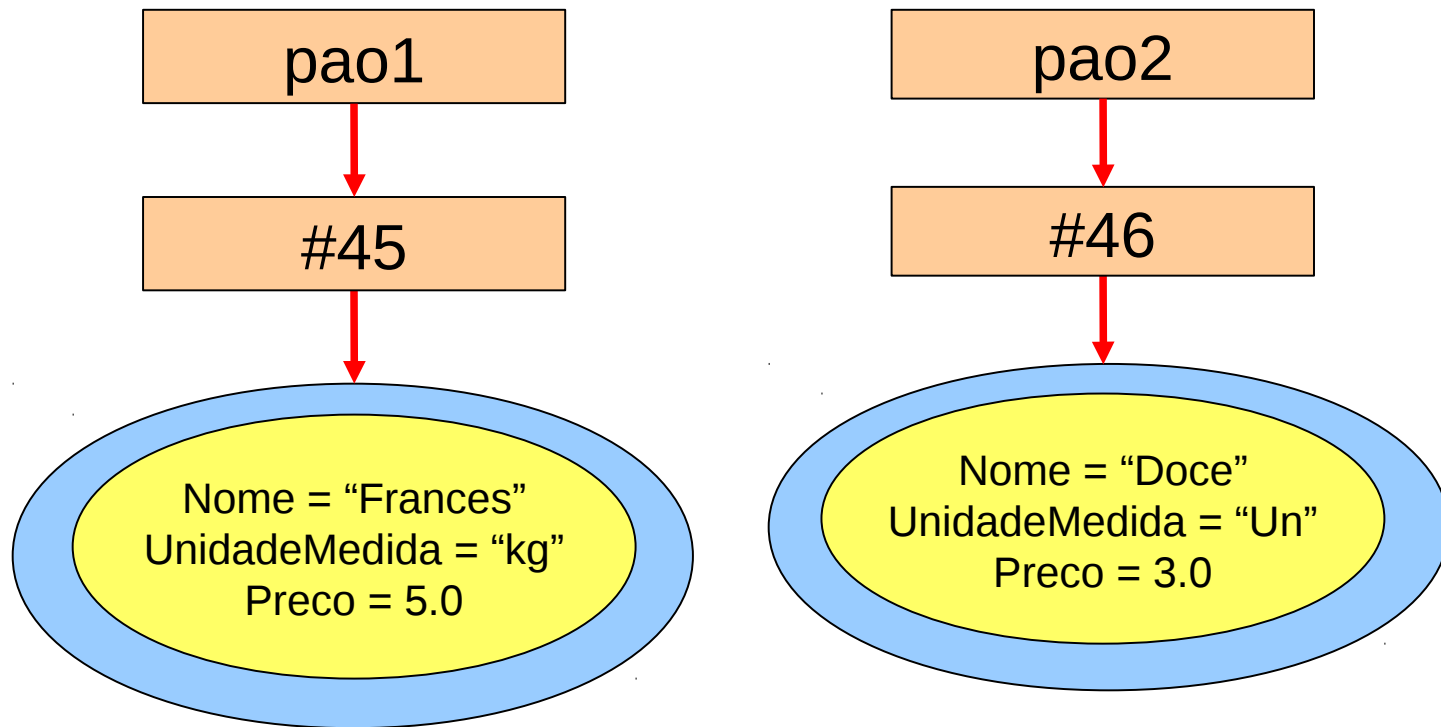 pao1
#45
Nome = “Frances”
UnidadeMedida = “kg”
Preco = 5.0
pao2
#46
Nome = “Doce”
UnidadeMedida = “Un”
Preco = 3.0